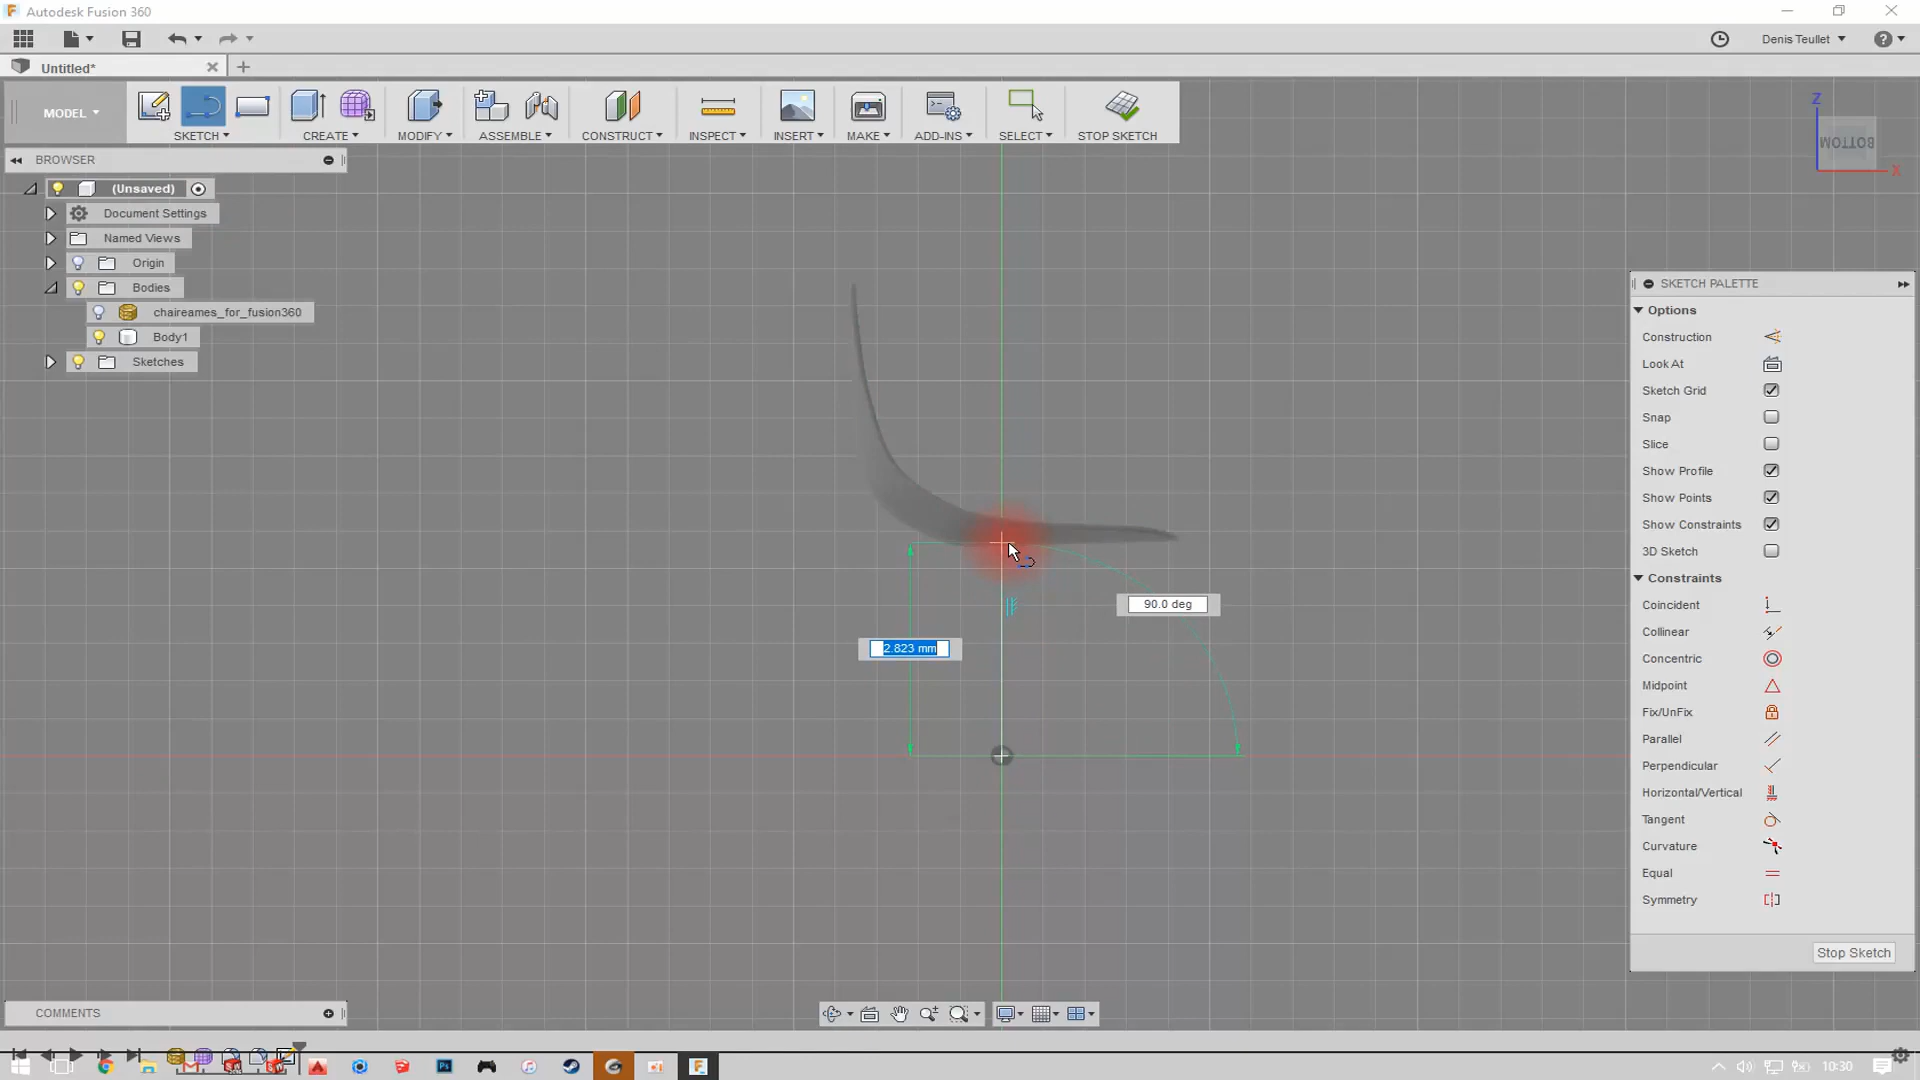 Autodesk Fusion 360
Denis Teullet
Untitled*
MODEL
SKETCH
CREATE
MODIFY
ASSEMBLE
CONSTRUCT
INSPECT
INSERT
MAKE
ADD-INS
SELECT
STOP SKETCH
Z
BOTTOM
X
BROWSER
(Unsaved)
Document Settings
Named Views
Origin
Bodies
chaireames_for_fusion360
Body1
Sketches
SKETCH PALETTE
Options
Construction
Look At
Sketch Grid
Snap
Slice
Show Profile
Show Points
Show Constraints
3D Sketch
Constraints
Coincident
Collinear
Concentric
Midpoint
Fix/UnFix
Parallel
Perpendicular
Horizontal/Vertical
Tangent
Curvature
Equal
Symmetry
Stop Sketch
90.0 deg
2.823 mm
COMMENTS
Ps
10:30